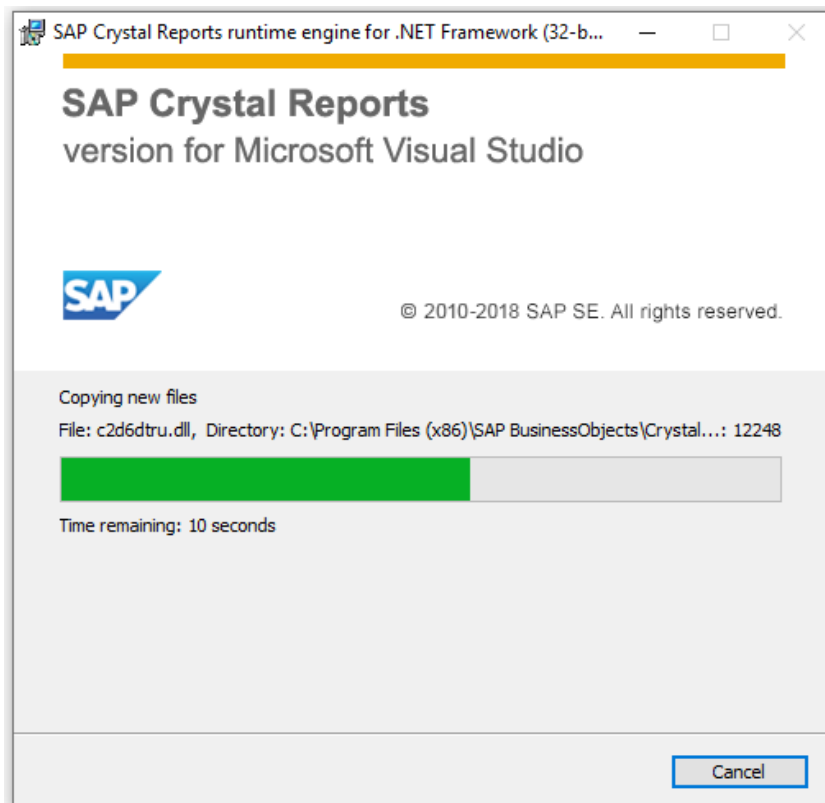 SAP Crystal Reports runtime engine for .NET Framework (32-b...
SAP Crystal Reports
version for Microsoft Visual Studio
SAP
© 2010-2018 SAP SE. All rights reserved.
Copying new files
File: c2d6dtru.dll, Directory: C:\Program Files (x86)\SAP BusinessObjects\Crystal...: 12248
Time remaining: 10 seconds
Cancel